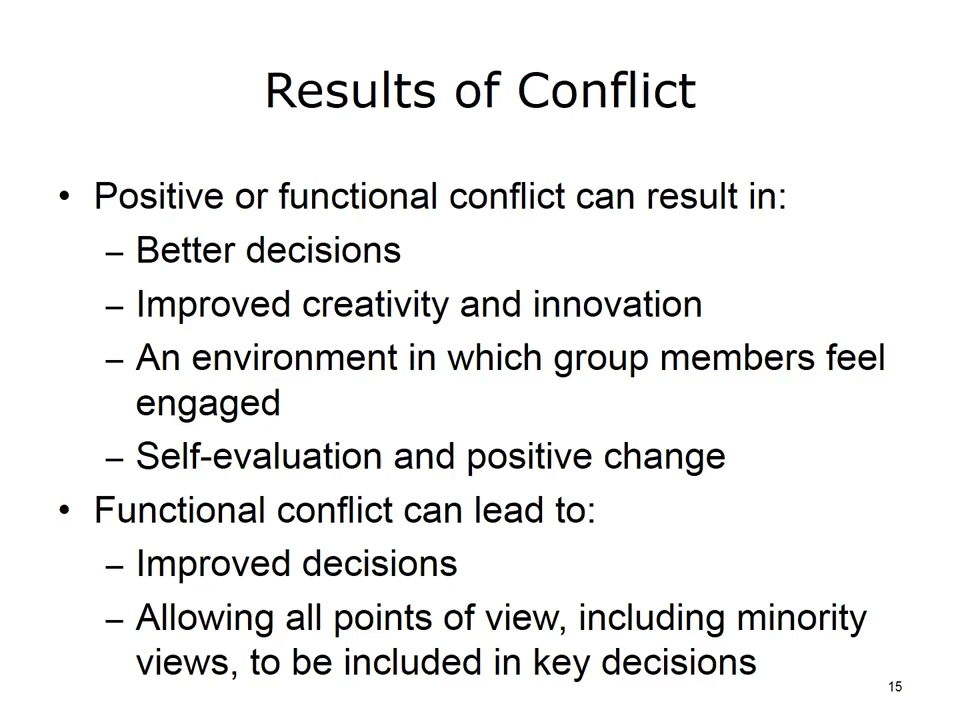 Results of Conflict
• Positive or functional conflict can result in:
– Better decisions
– Improved creativity and innovation
– An environment in which group members feel
engaged
– Self-evaluation and positive change
• Functional conflict can lead to:
– Improved decisions
– Allowing all points of view, including minority
views, to be included in key decisions
15